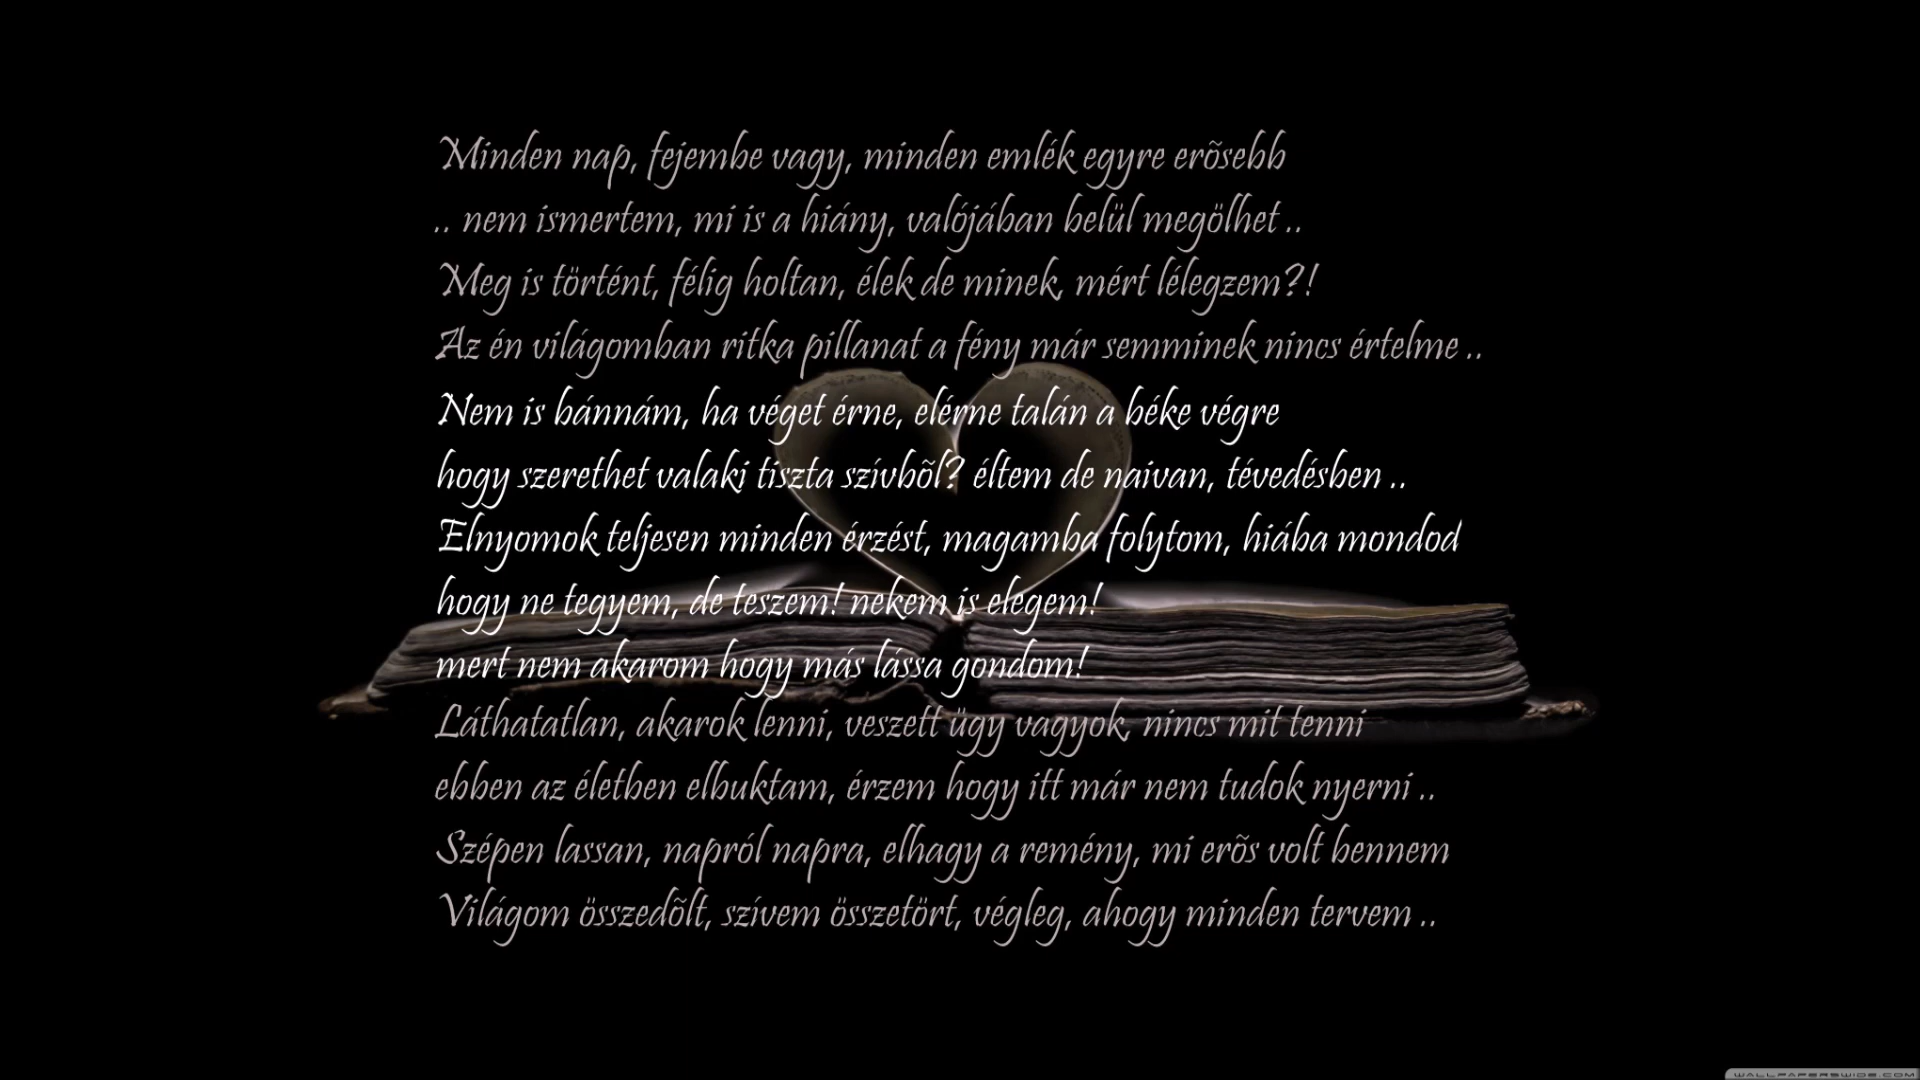 Minden nap, fejembe vagy, minden emlék egyre erõsebb
.. nem ismertem, mi is a hiány, valójában belül megölhet ..
Meg is történt, félig holtan, élek de minek, mért lélegzem?!
Az én világomban ritka pillanat a fény már semminek nincs értelme ..
Nem is bánnám, ha véget érne, elérne talán a béke végre
hogy szerethet valaki tiszta szívbõl? éltem de naivan, tévedésben ..
Elnyomok teljesen minden érzést, magamba folytom, hiába mondod
hogy ne tegyem, de teszem! nekem is elegem!
mert nem akarom hogy más lássa gondom!
Láthatatlan, akarok lenni, veszett ügy vagyok, nincs mit tenni
ebben az életben elbuktam, érzem hogy itt már nem tudok nyerni ..
Szépen lassan, napról napra, elhagy a remény, mi erõs volt bennem
Világom összedõlt, szívem összetört, végleg, ahogy minden tervem ..
WALLPAPERSWIDE.COM